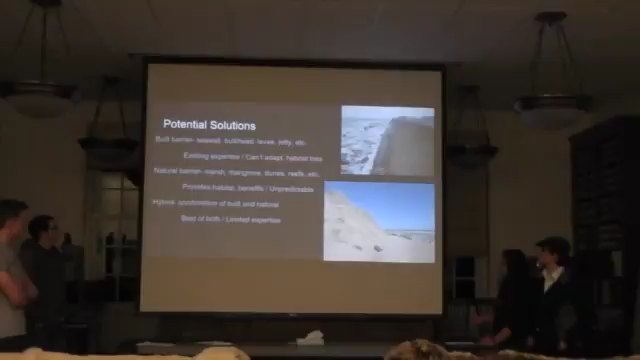 Potential Solutions
Built barrier- seawall, bulkhead, levee, jetty, etc.
Existing expertise / Can't adapt, habitat loss
Natural barrier- marsh, mangrove, dunes, reefs, etc.
Provides habitat, benefits / Unpredictable
Hybrid- combination of built and natural
Best of both / Limited expertise